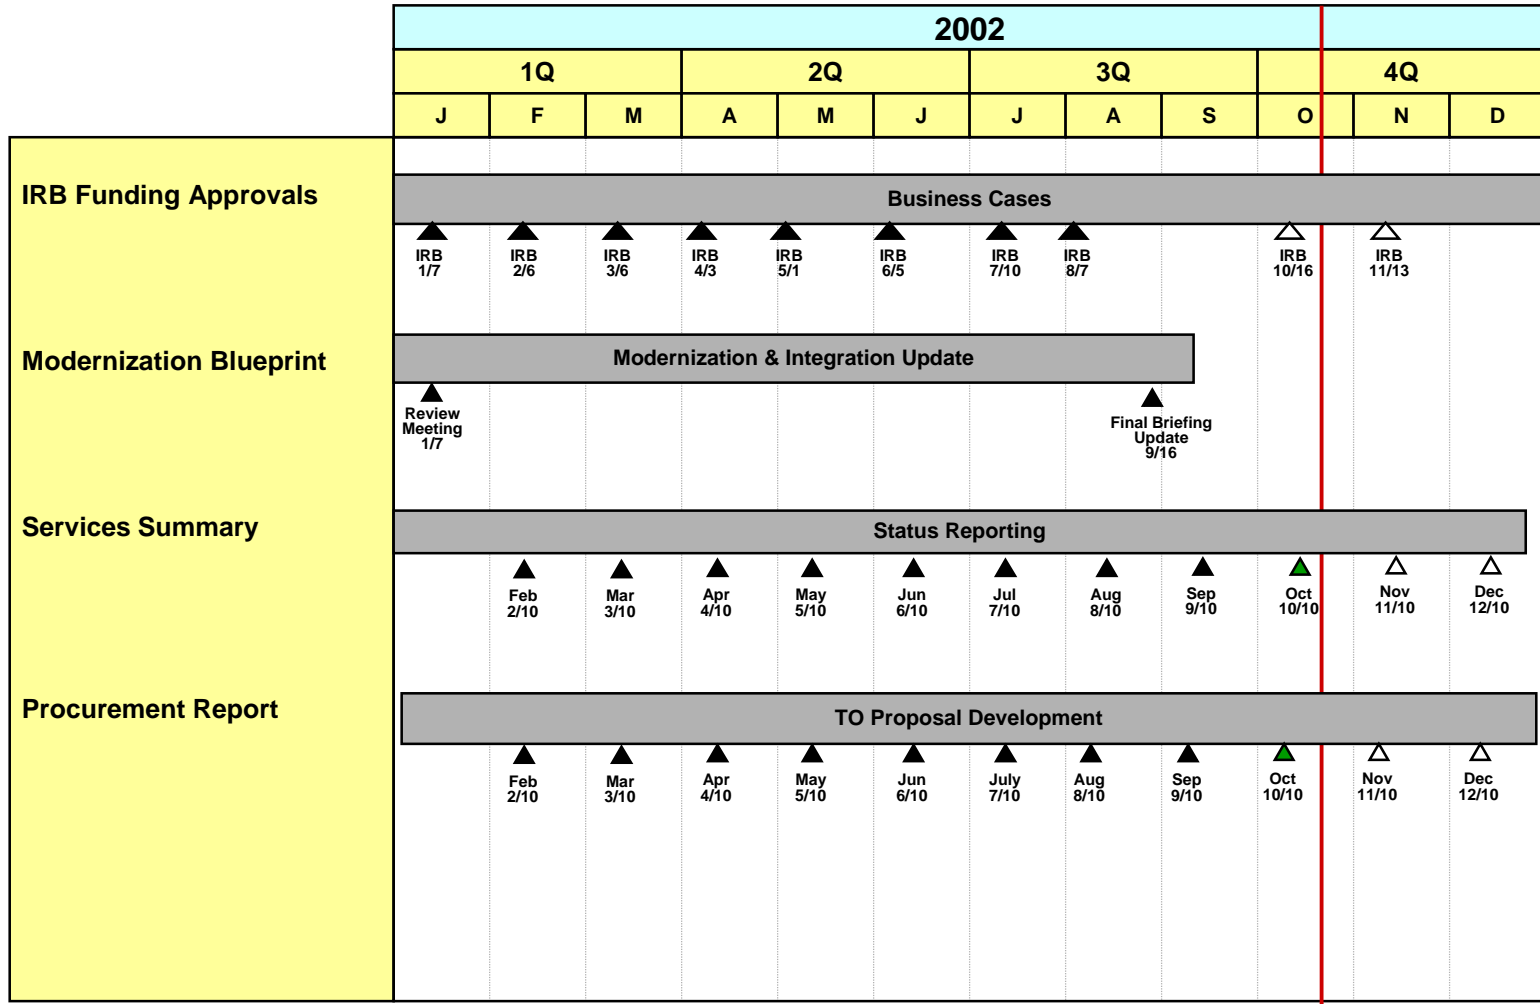 2002
1Q 2Q 3Q 4Q
J F M A M J J A S O N D
IRB Funding Approvals
Business Cases
IRB IRB IRB IRB IRB IRB IRB IRB IRB IRB
1/7 2/6 3/6 4/3 5/1 6/5 7/10 8/7 10/16 11/13
Modernization Blueprint
Modernization & Integration Update
Review
Meeting
1/7
Final Briefing
Update
9/16
Services Summary
Status Reporting
Feb Mar Apr May Jun Jul Aug Sep Oct Nov Dec
2/10 3/10 4/10 5/10 6/10 7/10 8/10 9/10 10/10 11/10 12/10
Procurement Report
TO Proposal Development
Feb Mar Apr May Jun July Aug Sep Oct Nov Dec
2/10 3/10 4/10 5/10 6/10 7/10 8/10 9/10 10/10 11/10 12/10